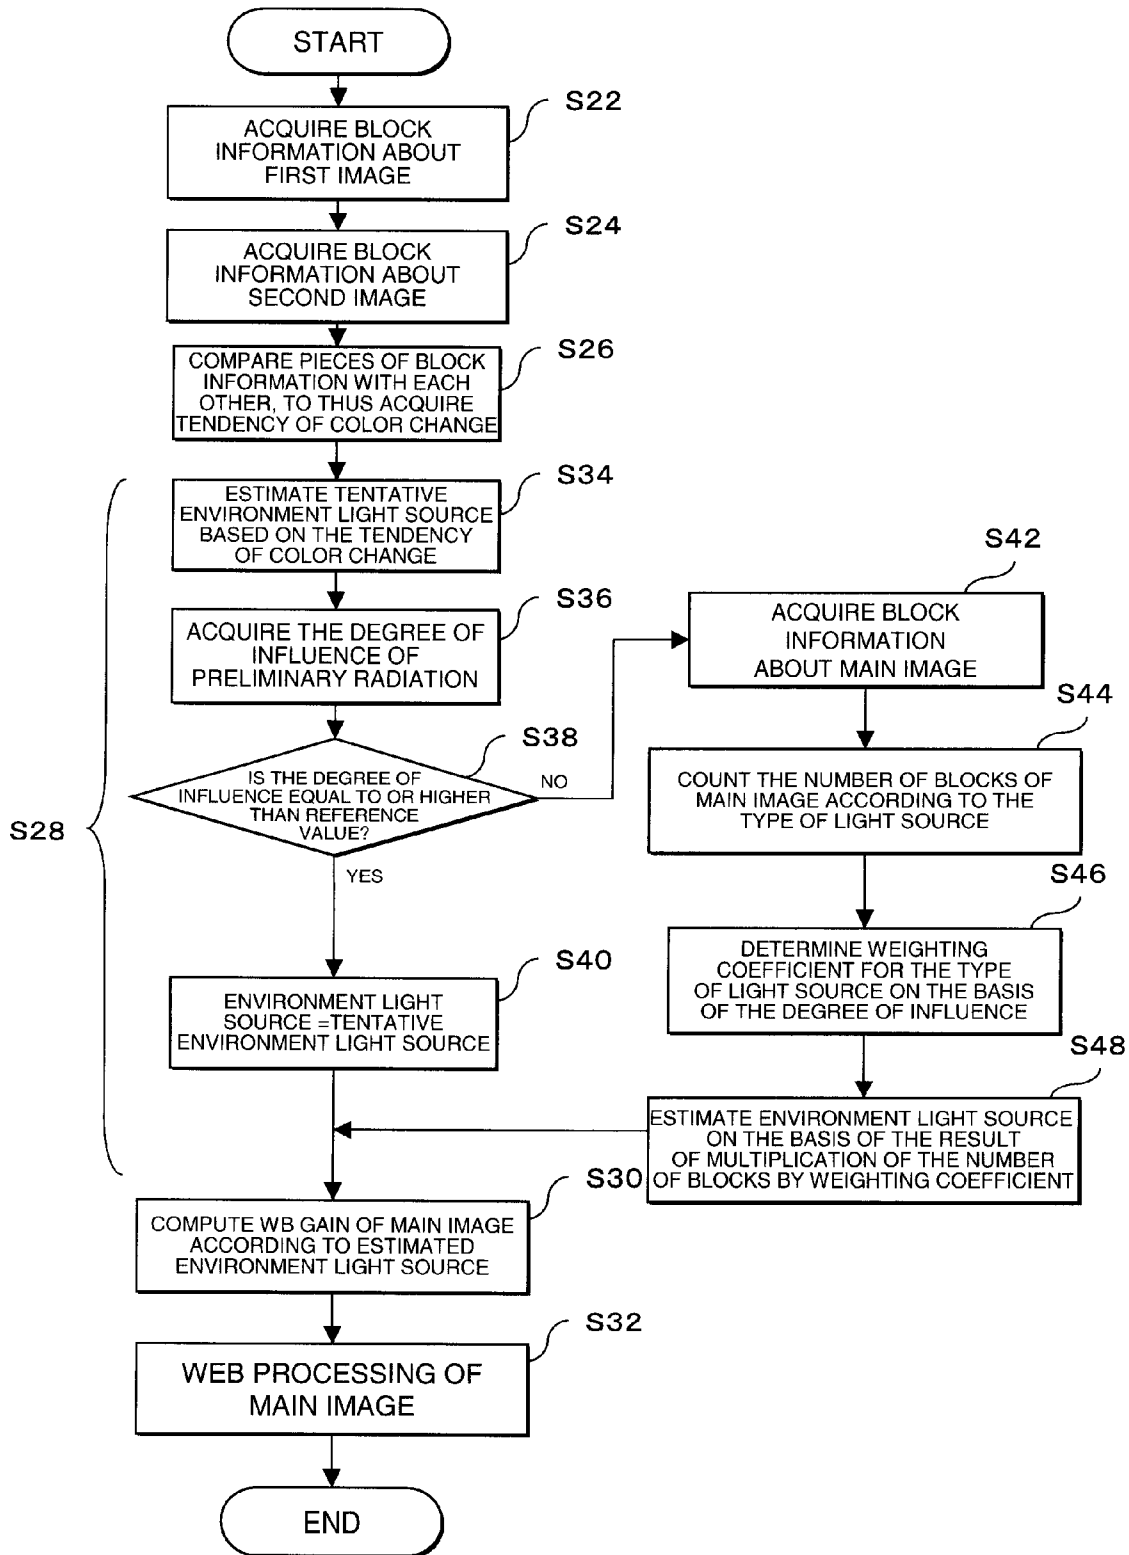 START
S22
ACQUIRE BLOCK
INFORMATION ABOUT
FIRST IMAGE
S24
ACQUIRE BLOCK
INFORMATION ABOUT
SECOND IMAGE
S26
COMPARE PIECES OF BLOCK
INFORMATION WITH EACH
OTHER, TO THUS ACQUIRE
TENDENCY OF COLOR CHANGE
S28
S34
ESTIMATE TENTATIVE
ENVIRONMENT LIGHT SOURCE
BASED ON THE TENDENCY
OF COLOR CHANGE
S36
ACQUIRE THE DEGREE OF
INFLUENCE OF
PRELIMINARY RADIATION
S38
IS THE DEGREE OF
INFLUENCE EQUAL TO OR HIGHER
THAN REFERENCE
VALUE?
NO
YES
S40
ENVIRONMENT LIGHT
SOURCE =TENTATIVE
ENVIRONMENT LIGHT SOURCE
S42
ACQUIRE BLOCK
INFORMATION
ABOUT MAIN IMAGE
S44
COUNT THE NUMBER OF BLOCKS OF
MAIN IMAGE ACCORDING TO THE
TYPE OF LIGHT SOURCE
S46
DETERMINE WEIGHTING
COEFFICIENT FOR THE TYPE
OF LIGHT SOURCE ON THE BASIS
OF THE DEGREE OF INFLUENCE
S48
ESTIMATE ENVIRONMENT LIGHT SOURCE
ON THE BASIS OF THE RESULT
OF MULTIPLICATION OF THE NUMBER
OF BLOCKS BY WEIGHTING COEFFICIENT
S30
COMPUTE WB GAIN OF MAIN IMAGE
ACCORDING TO ESTIMATED
ENVIRONMENT LIGHT SOURCE
S32
WEB PROCESSING OF
MAIN IMAGE
END